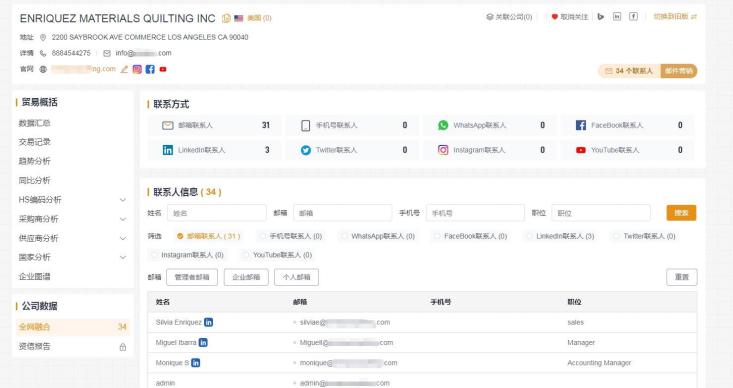 ENRIQUEZ MATERIALS QUILTING INC 美国 (0) 关联公司(0) 取消关注 切换到旧版
地址 2200 SAYBROOK AVE COMMERCE LOS ANGELES CA 90040
详情 8884544275 info@ .com
官网 ng.com
34 个联系人 邮件营销
贸易概括
数据汇总
交易记录
趋势分析
同比分析
HS编码分析
采购商分析
供应商分析
国家分析
企业图谱
公司数据
全网融合 34
资信报告
联系方式
邮箱联系人 31 手机号联系人 0 WhatsApp联系人 0 FaceBook联系人 0
LinkedIn联系人 3 Twitter联系人 0 Instagram联系人 0 YouTube联系人 0
联系人信息 ( 34 )
姓名 姓名 邮箱 邮箱 手机号 手机号 职位 职位 搜索
筛选 邮箱联系人 ( 31 ) 手机号联系人 (0) WhatsApp联系人 (0) FaceBook联系人 (0) LinkedIn联系人 (3) Twitter联系人 (0)
Instagram联系人 (0) YouTube联系人 (0)
邮箱 管理者邮箱 企业邮箱 个人邮箱 重置
姓名 邮箱 手机号 职位
Silvia Enriquez silviae@ .com sales
Miguel Ibarra Miguell@ com Manager
Monique S monique@ com Accounting Manager
admin admin@ .com